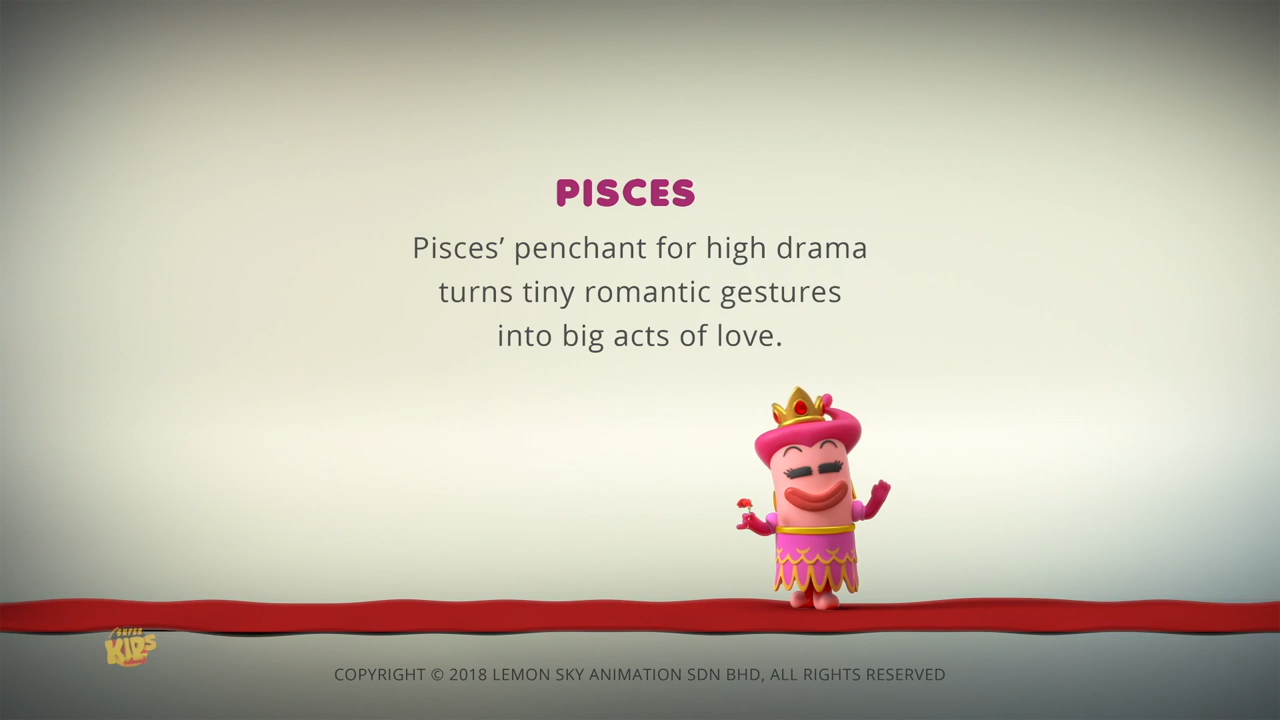 PISCES
Pisces’ penchant for high drama
turns tiny romantic gestures
into big acts of love.
SUPER
KIDS
COPYRIGHT © 2018 LEMON SKY ANIMATION SDN BHD, ALL RIGHTS RESERVED